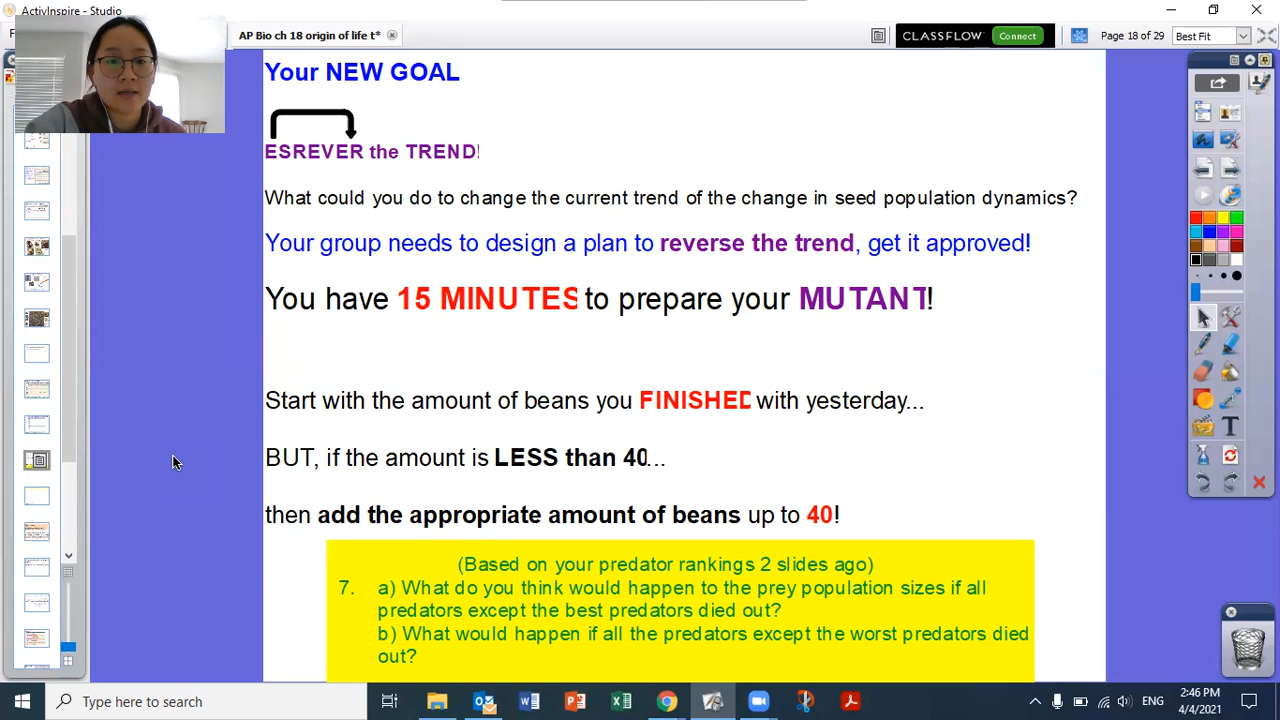 ActivInspire - Studio
AP Bio ch 18 origin of life t*
CLASSFLOW Connect
Page 18 of 29
Best Fit
Your NEW GOAL
ESREVER the TREND!
What could you do to change the current trend of the change in seed population dynamics?
Your group needs to design a plan to reverse the trend, get it approved!
You have 15 MINUTES to prepare your MUTANT!
Start with the amount of beans you FINISHED with yesterday...
BUT, if the amount is LESS than 40...
then add the appropriate amount of beans up to 40!
(Based on your predator rankings 2 slides ago)
7. a) What do you think would happen to the prey population sizes if all
predators except the best predators died out?
b) What would happen if all the predators except the worst predators died
out?
Type here to search
ENG
2:46 PM
4/4/2021